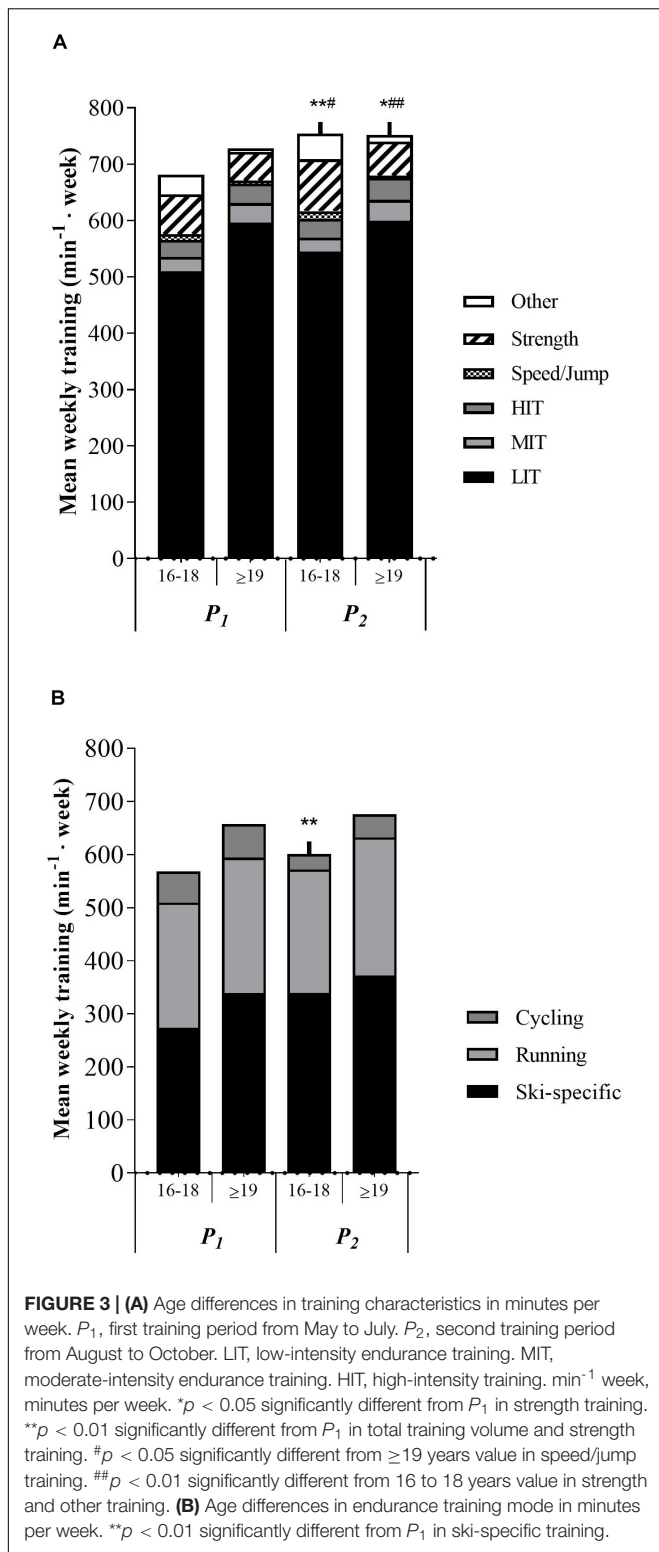 A
800
700
600
500
400
300
200
100
0
Mean weekly training (min⁻¹ · week)
**#
*##
16-18
≥19
16-18
≥19
P₁
P₂
Other
Strength
Speed/Jump
HIT
MIT
LIT
B
800
700
600
500
400
300
200
100
0
Mean weekly training (min⁻¹ · week)
**
16-18
≥19
16-18
≥19
P₁
P₂
Cycling
Running
Ski-specific
FIGURE 3 | (A) Age differences in training characteristics in minutes per
week. P₁, first training period from May to July. P₂, second training period
from August to October. LIT, low-intensity endurance training. MIT,
moderate-intensity endurance training. HIT, high-intensity training. min⁻¹ week,
minutes per week. *p < 0.05 significantly different from P₁ in strength training.
**p < 0.01 significantly different from P₁ in total training volume and strength
training. #p < 0.05 significantly different from ≥19 years value in speed/jump
training. ##p < 0.01 significantly different from 16 to 18 years value in strength
and other training. (B) Age differences in endurance training mode in minutes
per week. **p < 0.01 significantly different from P₁ in ski-specific training.